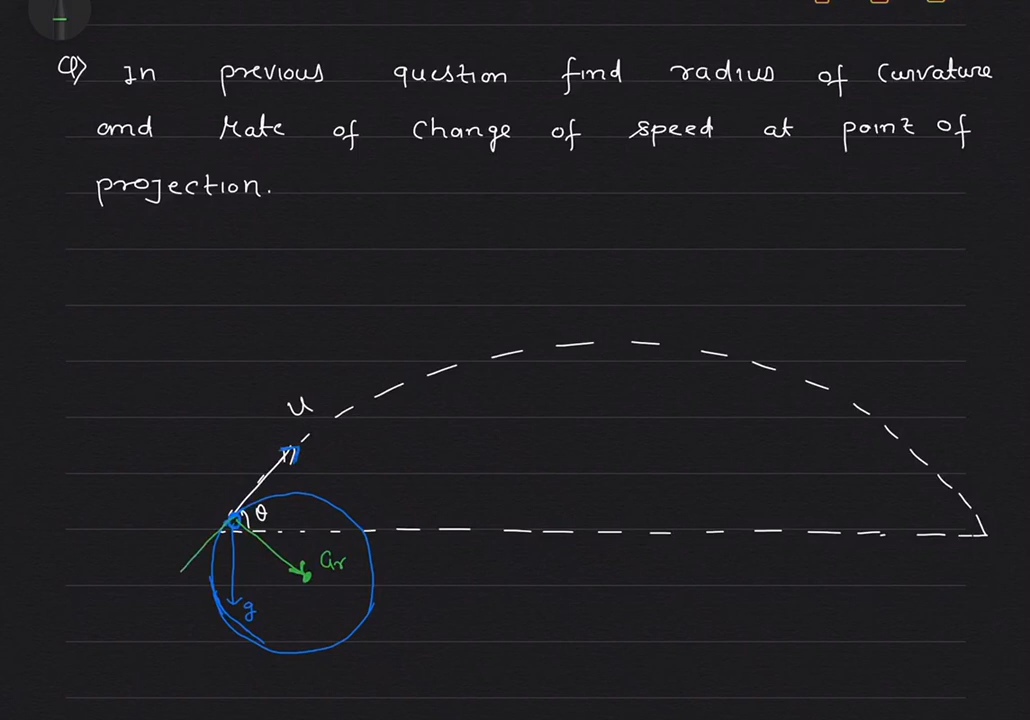 Q> In previous question find radius of Curvature
and Rate of Change of speed at point of
projection.
u
θ
ar
g